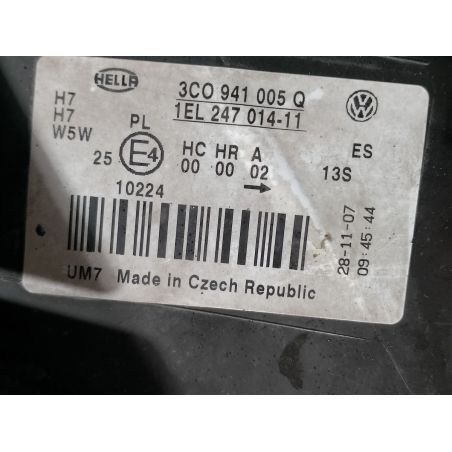 HELLA
3C0 941 005 Q
1EL 247 014-11
H7
H7
W5W
PL
25
E4
HC HR A
00 00 02
ES
13S
10224
28-11-07
09:45:44
UM7 Made in Czech Republic